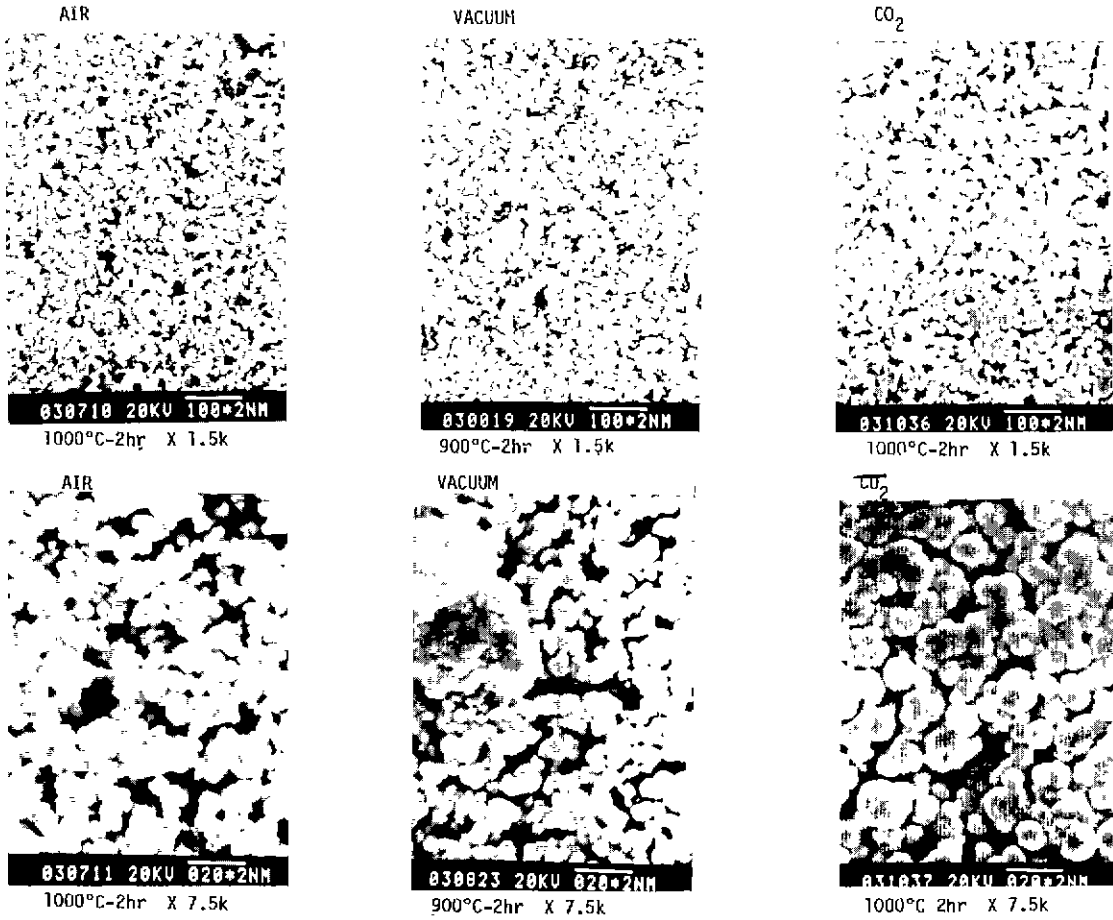 AIR
VACUUM
CO2
030710 20KV 100*2NM
030019 20KV 100*2NM
031036 20KV 100*2NM
1000°C-2hr X 1.5k
900°C-2hr X 1.5k
1000°C-2hr X 1.5k
AIR
VACUUM
CO2
030711 20KV 020*2NM
030823 20KV 020*2NM
031037 20KV 020*2NM
1000°C-2hr X 7.5k
900°C-2hr X 7.5k
1000°C 2hr X 7.5k